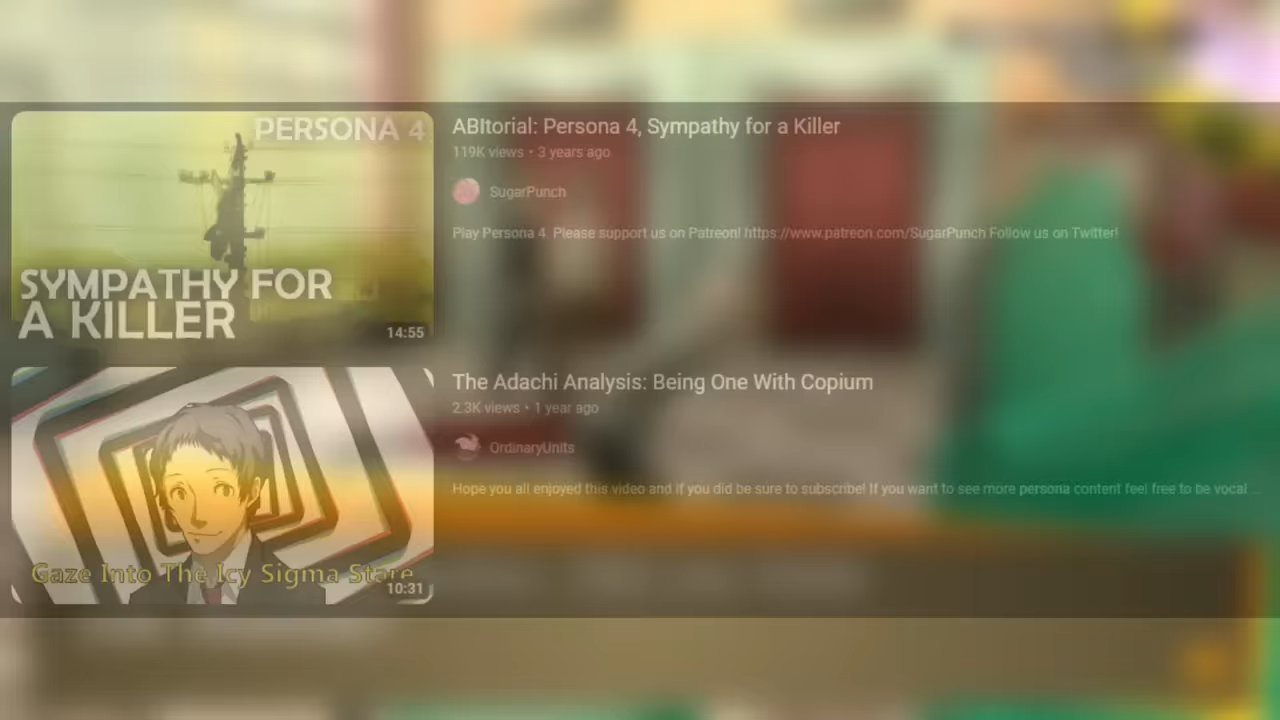 PERSONA 4
SYMPATHY FOR
A KILLER
14:55
ABItorial: Persona 4, Sympathy for a Killer
119K views • 3 years ago
SugarPunch
Play Persona 4. Please support us on Patreon! https://www.patreon.com/SugarPunch Follow us on Twitter!
Gaze Into The Icy Sigma Stare
10:31
The Adachi Analysis: Being One With Copium
2.3K views • 1 year ago
OrdinaryUnits
Hope you all enjoyed this video and if you did be sure to subscribe! If you want to see more persona content feel free to be vocal ...